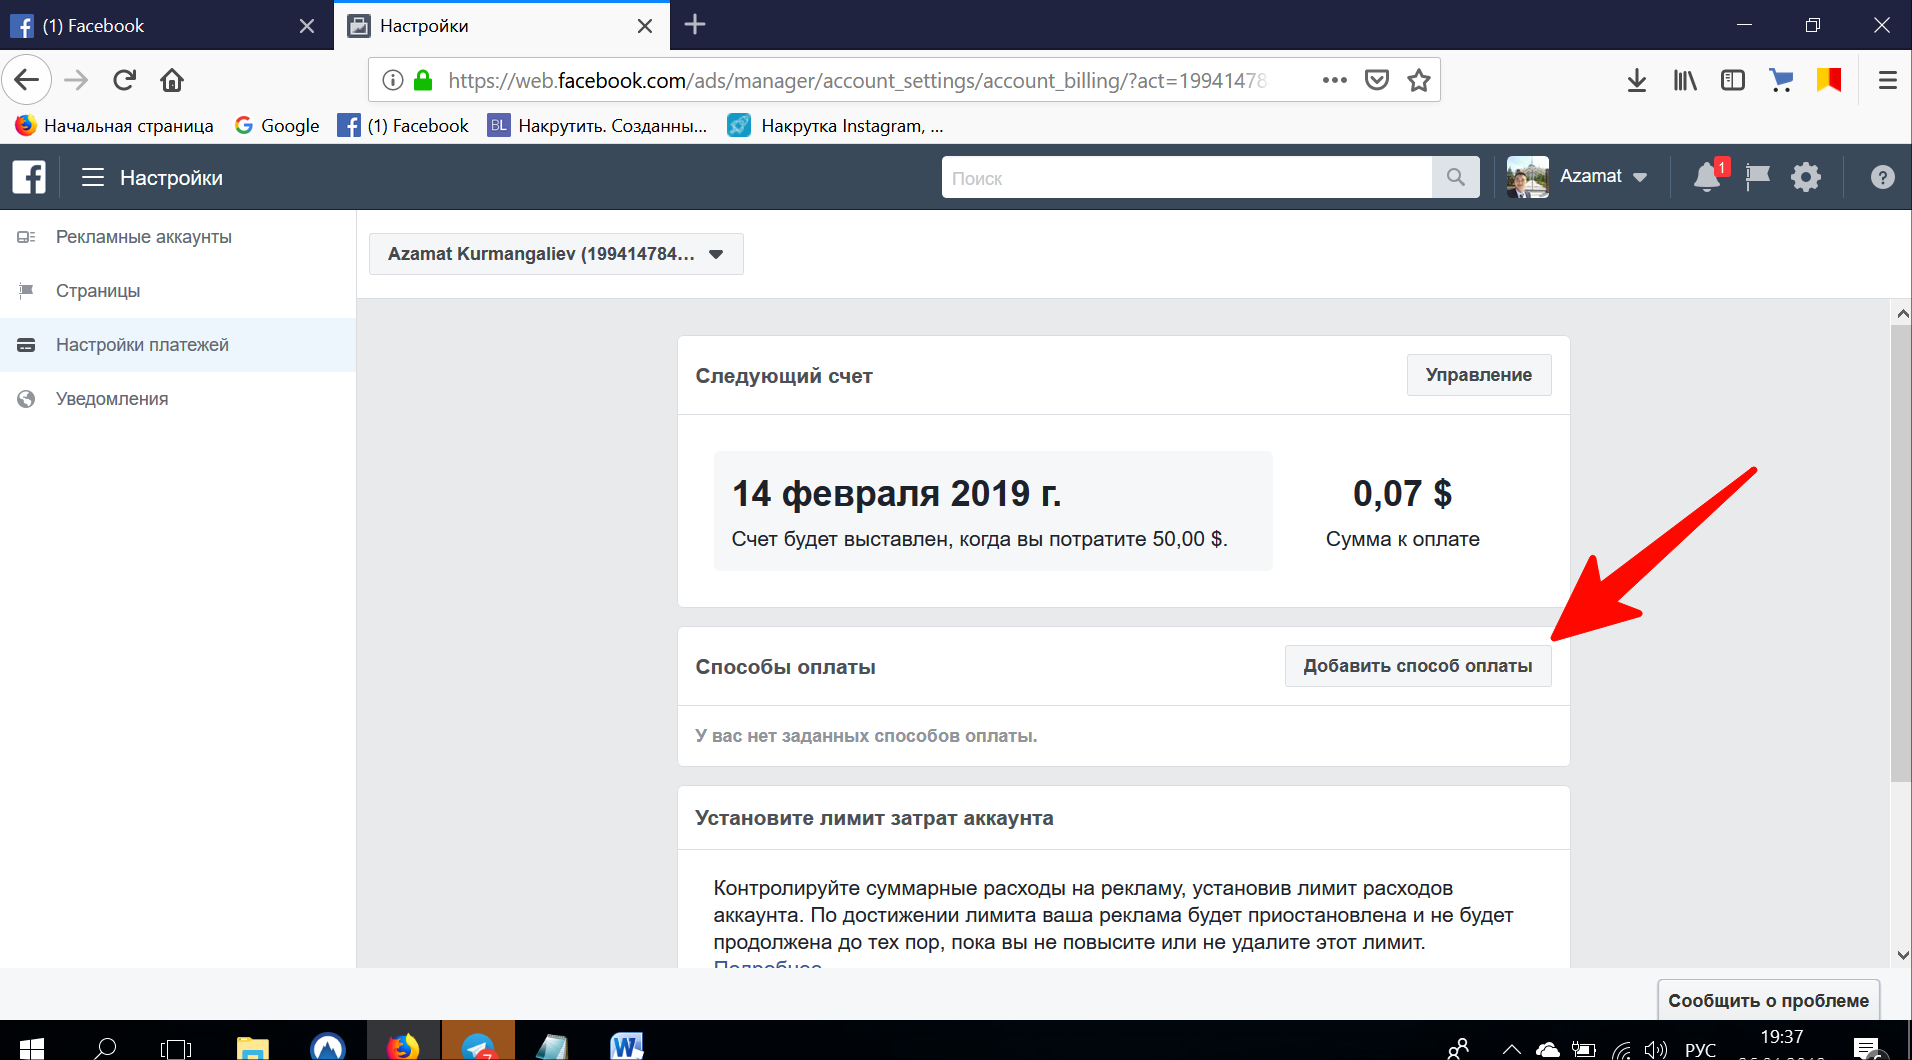 (1) Facebook
Настройки
https://web.facebook.com/ads/manager/account_settings/account_billing/?act=19941478
Начальная страница
Google
(1) Facebook
BL
Накрутить. Созданны...
Накрутка Instagram, ...
Настройки
Поиск
Azamat
1
?
Рекламные аккаунты
Страницы
Настройки платежей
Уведомления
Azamat Kurmangaliev (199414784...
Следующий счет
Управление
14 февраля 2019 г.
Счет будет выставлен, когда вы потратите 50,00 $.
0,07 $
Сумма к оплате
Способы оплаты
Добавить способ оплаты
У вас нет заданных способов оплаты.
Установите лимит затрат аккаунта
Контролируйте суммарные расходы на рекламу, установив лимит расходов
аккаунта. По достижении лимита ваша реклама будет приостановлена и не будет
продолжена до тех пор, пока вы не повысите или не удалите этот лимит.
Подробнее
Сообщить о проблеме
7
W
РУС
19:37